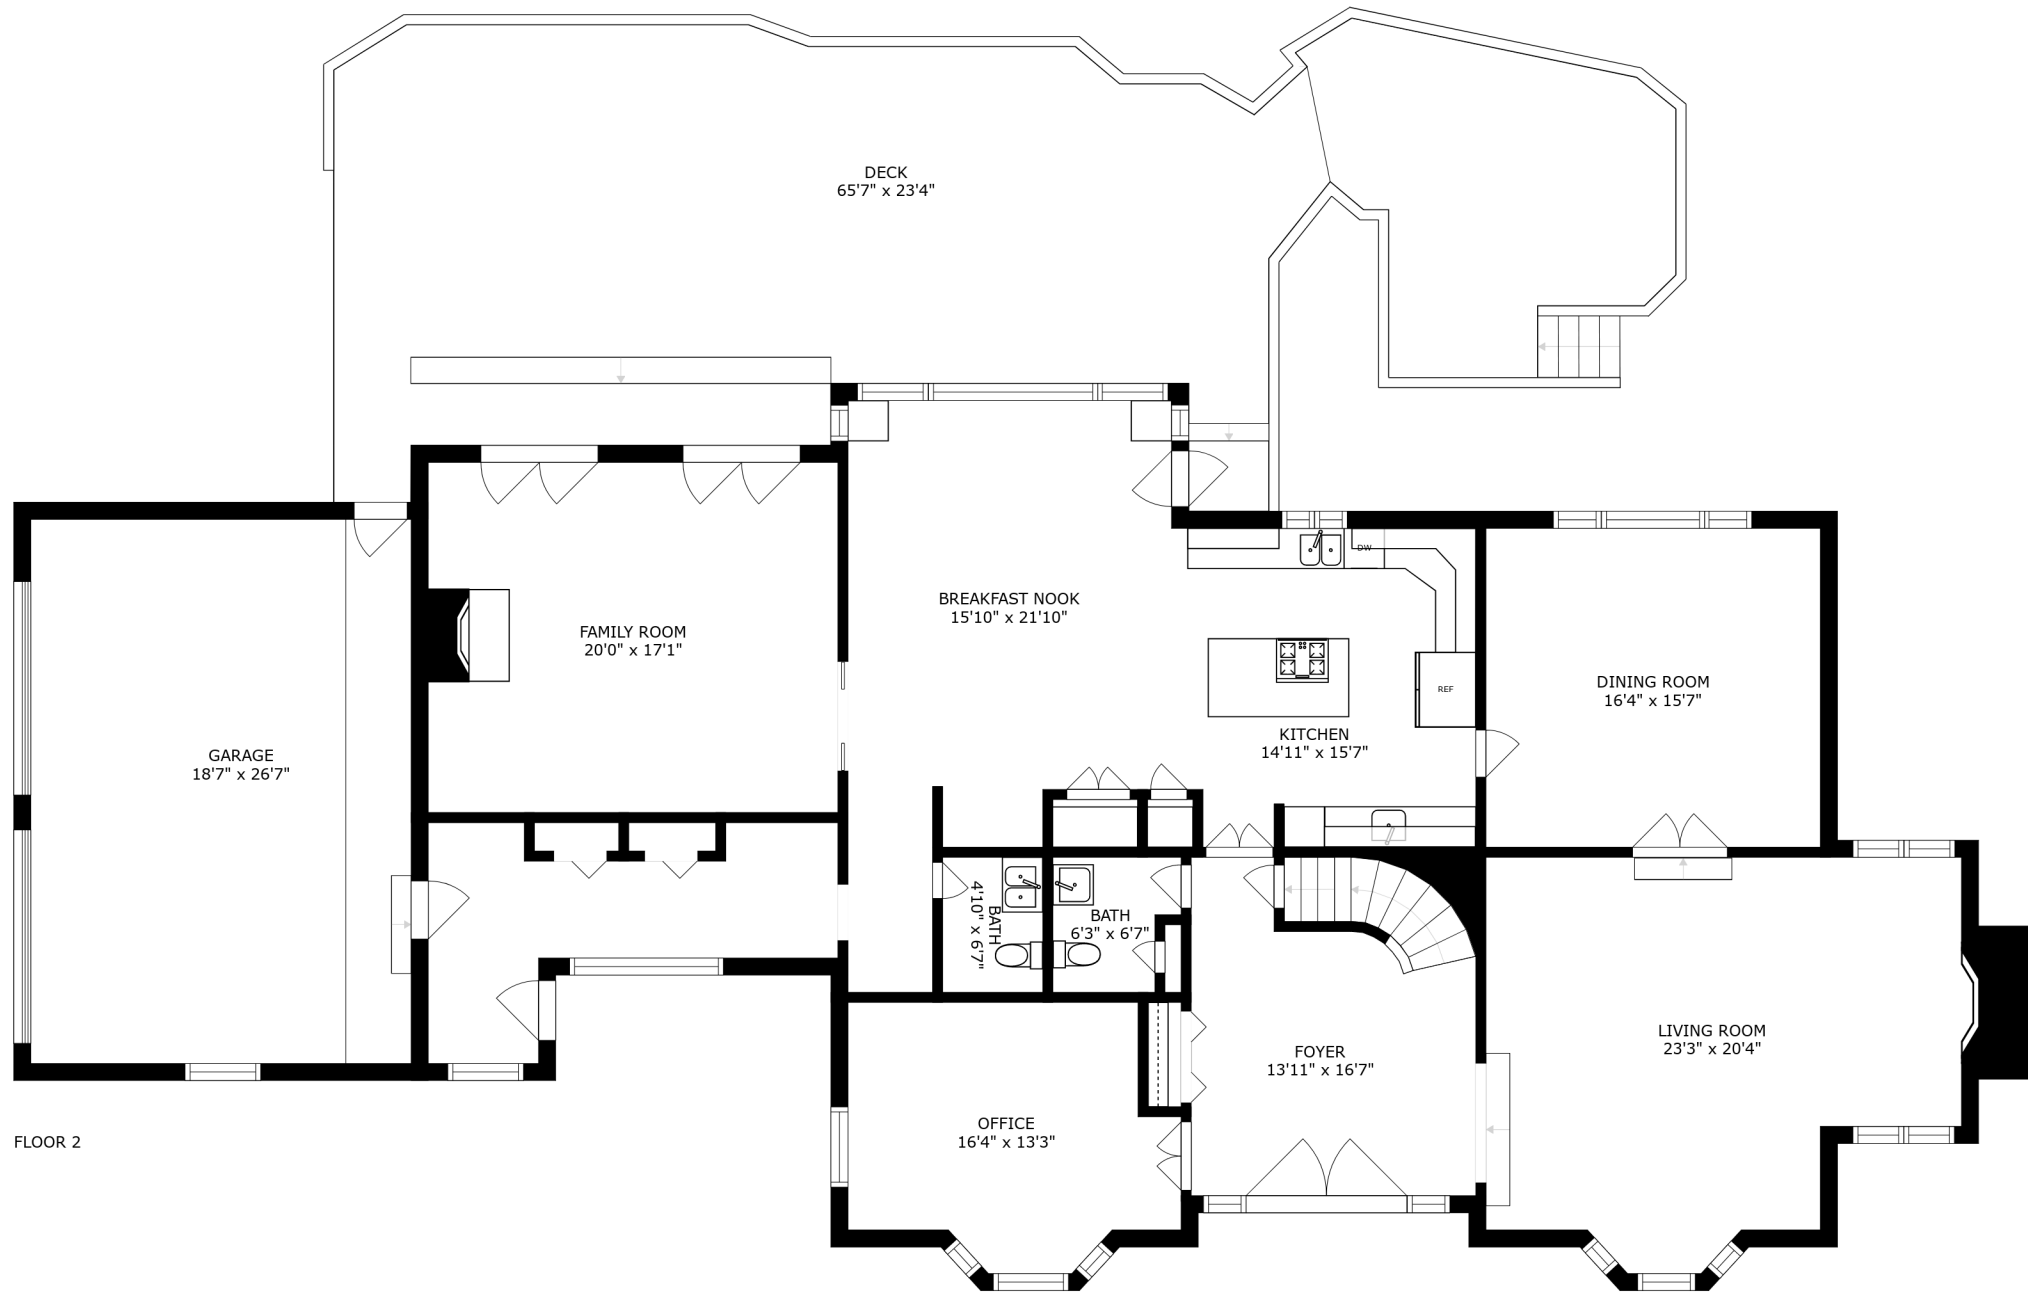 DECK
65'7" x 23'4"
BREAKFAST NOOK
15'10" x 21'10"
FAMILY ROOM
20'0" x 17'1"
DW
REF
DINING ROOM
16'4" x 15'7"
KITCHEN
14'11" x 15'7"
GARAGE
18'7" x 26'7"
BATH
4'10" x 6'7"
BATH
6'3" x 6'7"
LIVING ROOM
23'3" x 20'4"
FOYER
13'11" x 16'7"
OFFICE
16'4" x 13'3"
FLOOR 2